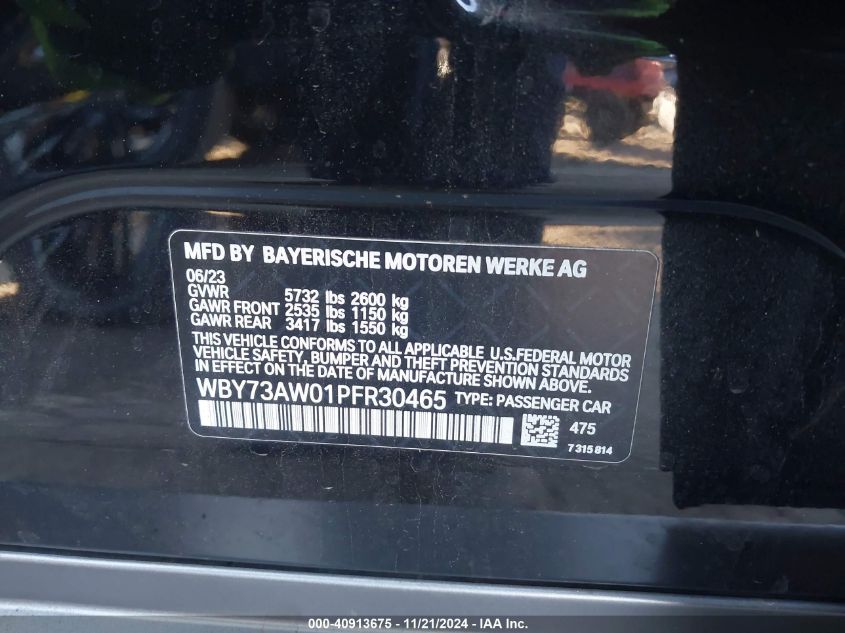 MFD BY BAYERISCHE MOTOREN WERKE AG
06/23
GVWR 5732 lbs 2600 kg
GAWR FRONT 2535 lbs 1150 kg
GAWR REAR 3417 lbs 1550 kg
THIS VEHICLE CONFORMS TO ALL APPLICABLE U.S.FEDERAL MOTOR
VEHICLE SAFETY, BUMPER AND THEFT PREVENTION STANDARDS
IN EFFECT ON THE DATE OF MANUFACTURE SHOWN ABOVE.
WBY73AW01PFR30465 TYPE: PASSENGER CAR
475
7 315 814
000-40913675 - 11/21/2024 - IAA Inc.